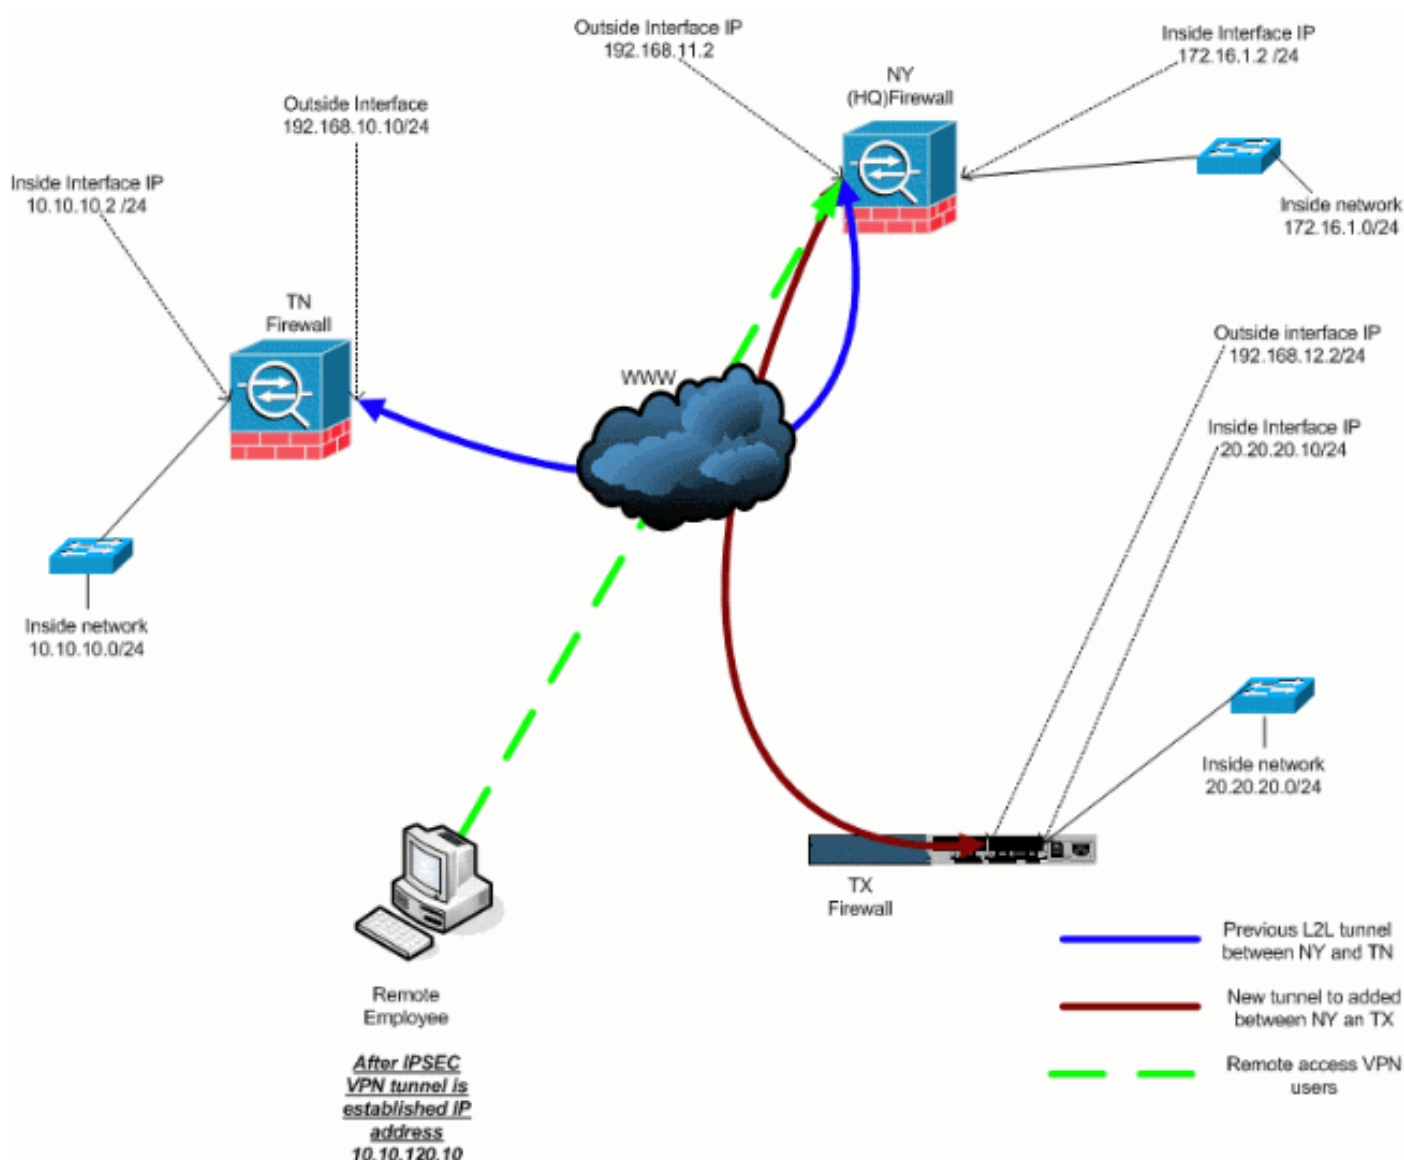 Outside Interface IP
192.168.11.2
Inside Interface IP
172.16.1.2 /24
NY
(HQ)Firewall
Outside Interface
192.168.10.10/24
Inside Interface IP
10.10.10.2 /24
Inside network
172.16.1.0/24
TN
Firewall
WWW
Outside interface IP
192.168.12.2/24
Inside Interface IP
20.20.20.10/24
Inside network
10.10.10.0/24
Inside network
20.20.20.0/24
TX
Firewall
Previous L2L tunnel
between NY and TN
New tunnel to added
between NY an TX
Remote access VPN
users
Remote
Employee
After IPSEC
VPN tunnel is
established IP
address
10.10.120.10